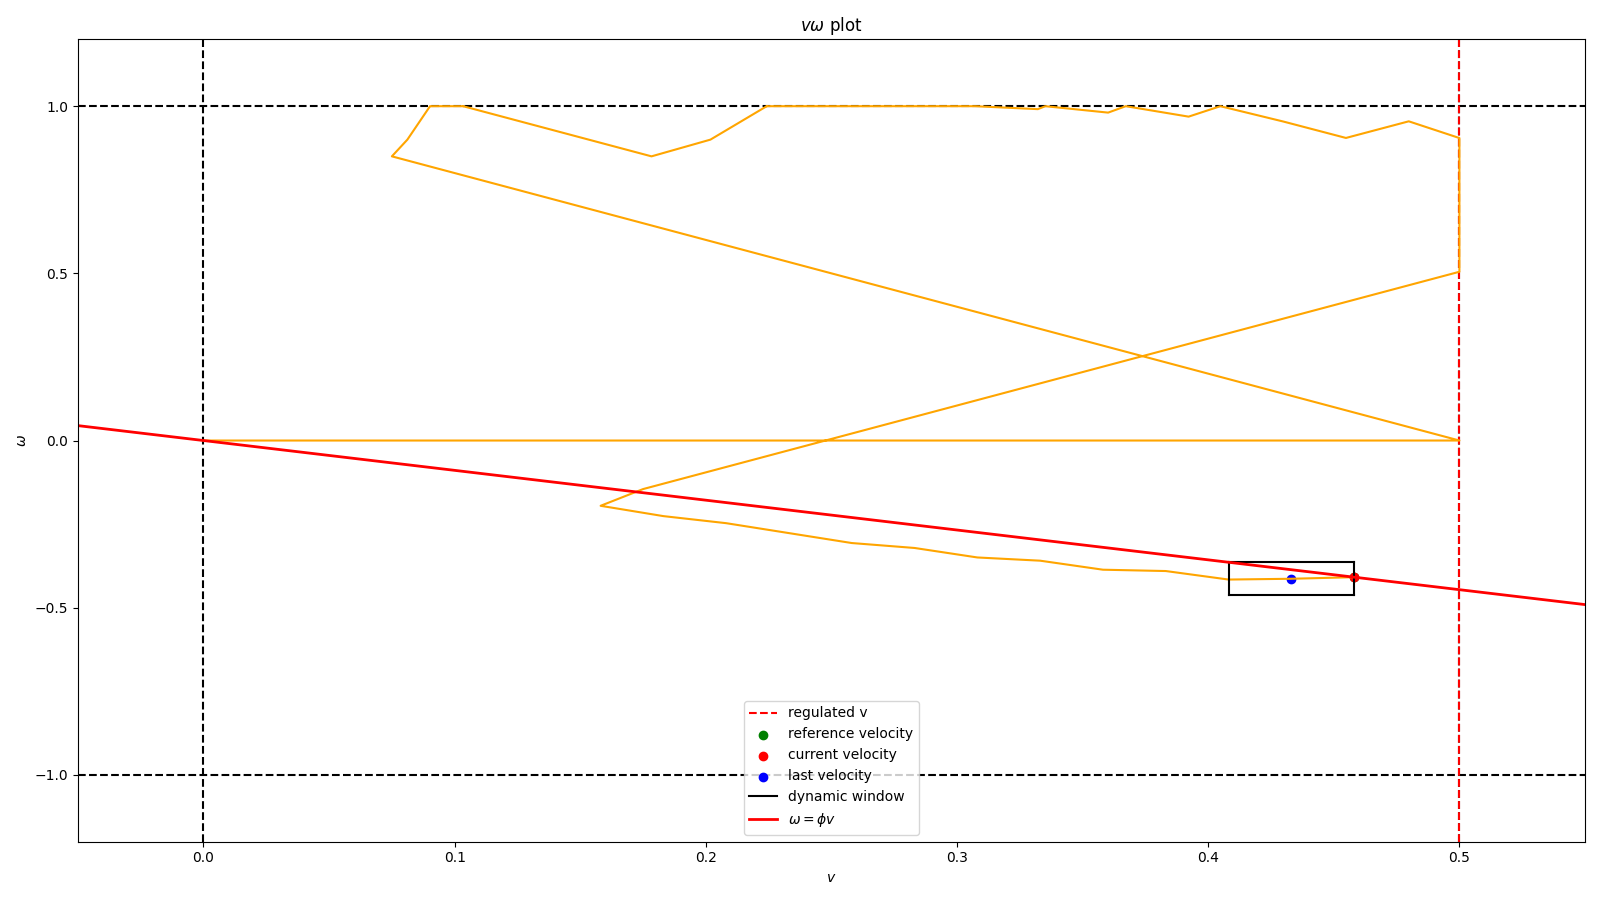 vω plot
1.0
0.5
0.0
−0.5
−1.0
ω
regulated v
reference velocity
current velocity
last velocity
dynamic window
ω = ϕv
0.0 0.1 0.2 0.3 0.4 0.5
v